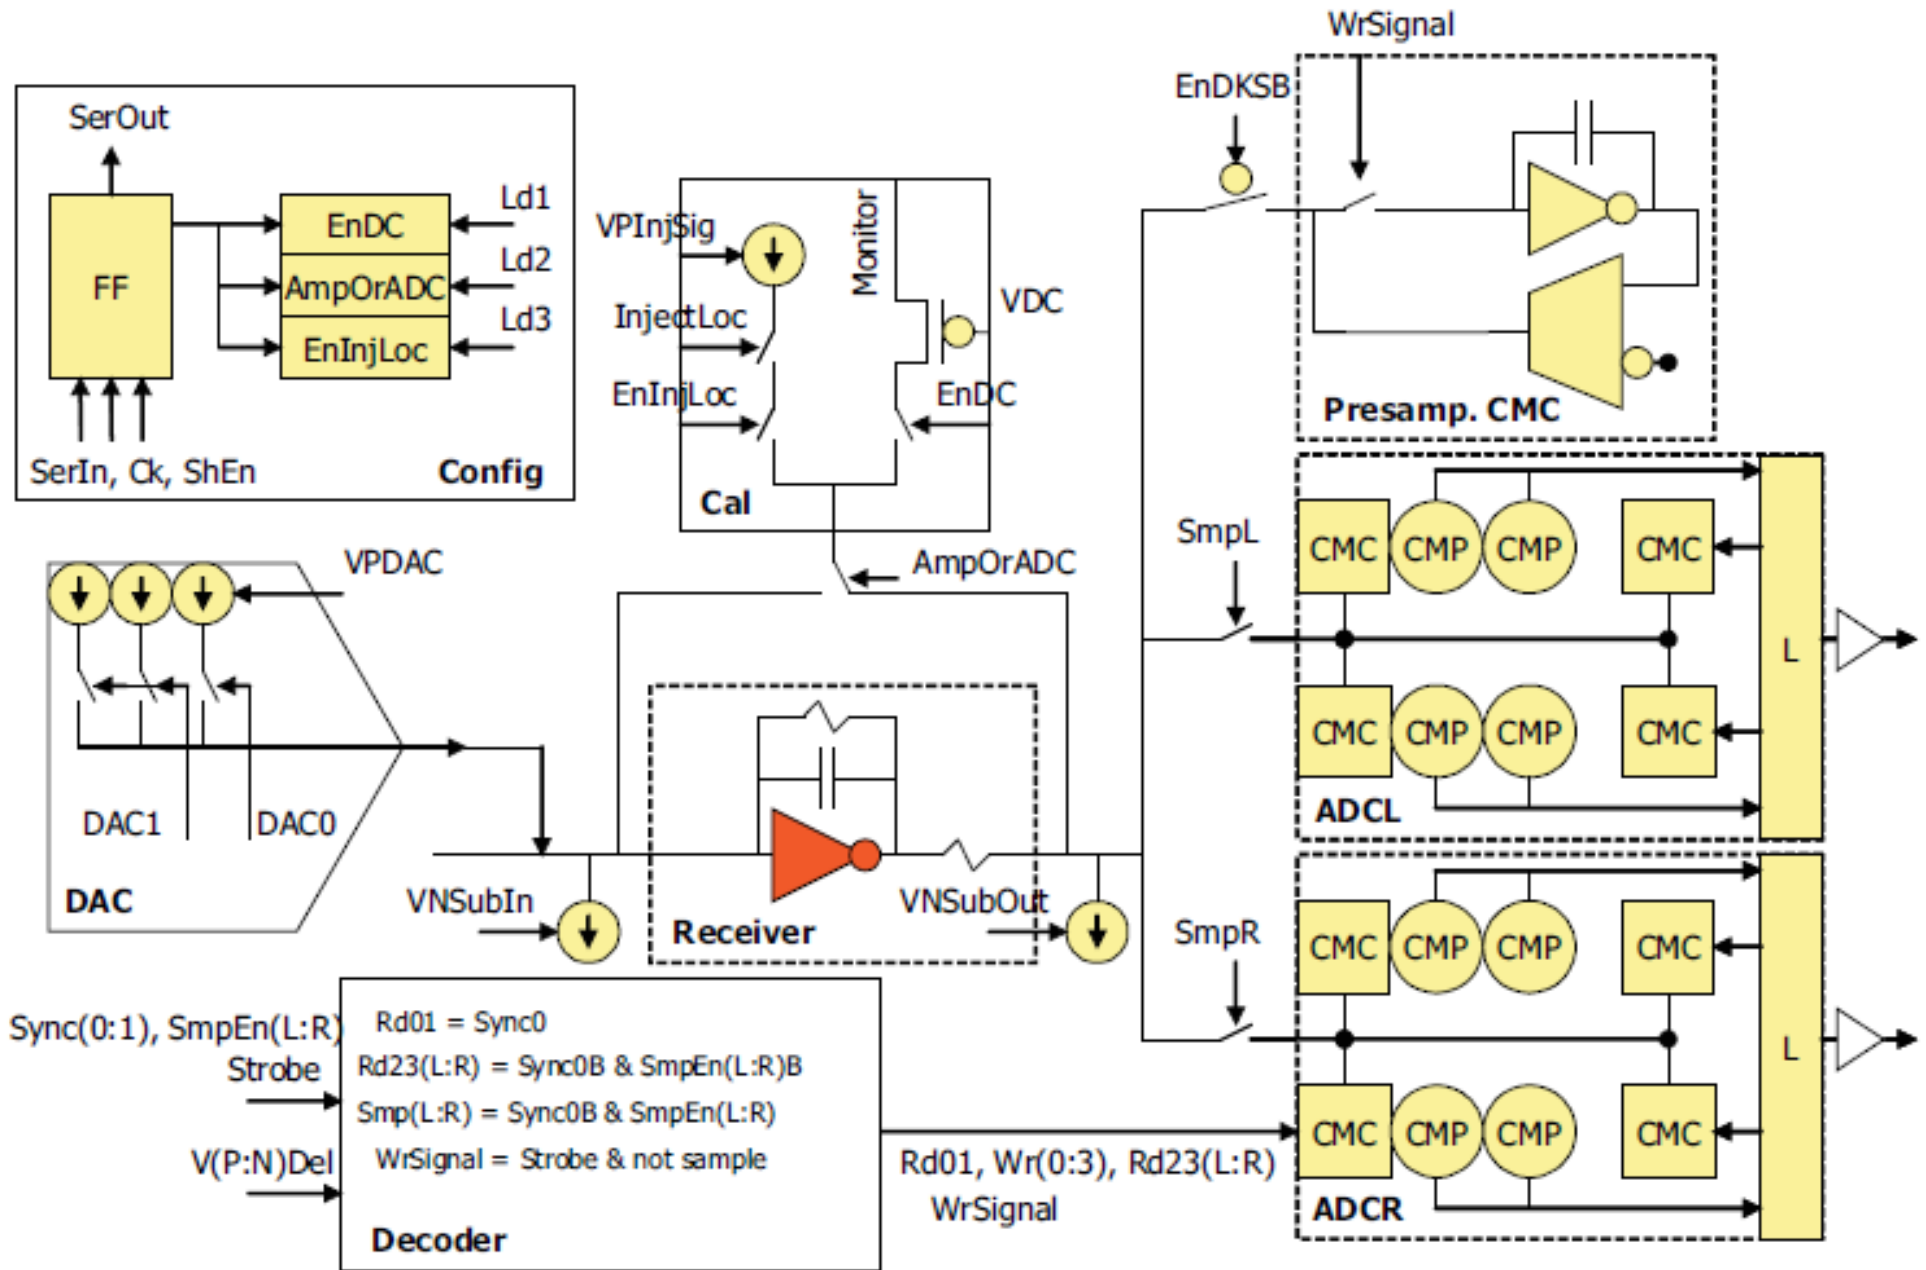 WrSignal
EnDKSB
SerOut
FF
EnDC
AmpOrADC
EnInjLoc
Ld1
Ld2
Ld3
SerIn, Ck, ShEn
Config
VPInjSig
InjectLoc
EnInjLoc
Monitor
VDC
EnDC
Cal
Presamp. CMC
VPDAC
AmpOrADC
DAC1
DAC0
DAC
VNSubIn
Receiver
VNSubOut
SmpL
CMC CMP CMP CMC
L
CMC CMP CMP CMC
ADCL
SmpR
CMC CMP CMP CMC
L
CMC CMP CMP CMC
ADCR
Sync(0:1), SmpEn(L:R)
Strobe
V(P:N)Del
Rd01 = Sync0
Rd23(L:R) = Sync0B & SmpEn(L:R)B
Smp(L:R) = Sync0B & SmpEn(L:R)
WrSignal = Strobe & not sample
Decoder
Rd01, Wr(0:3), Rd23(L:R)
WrSignal